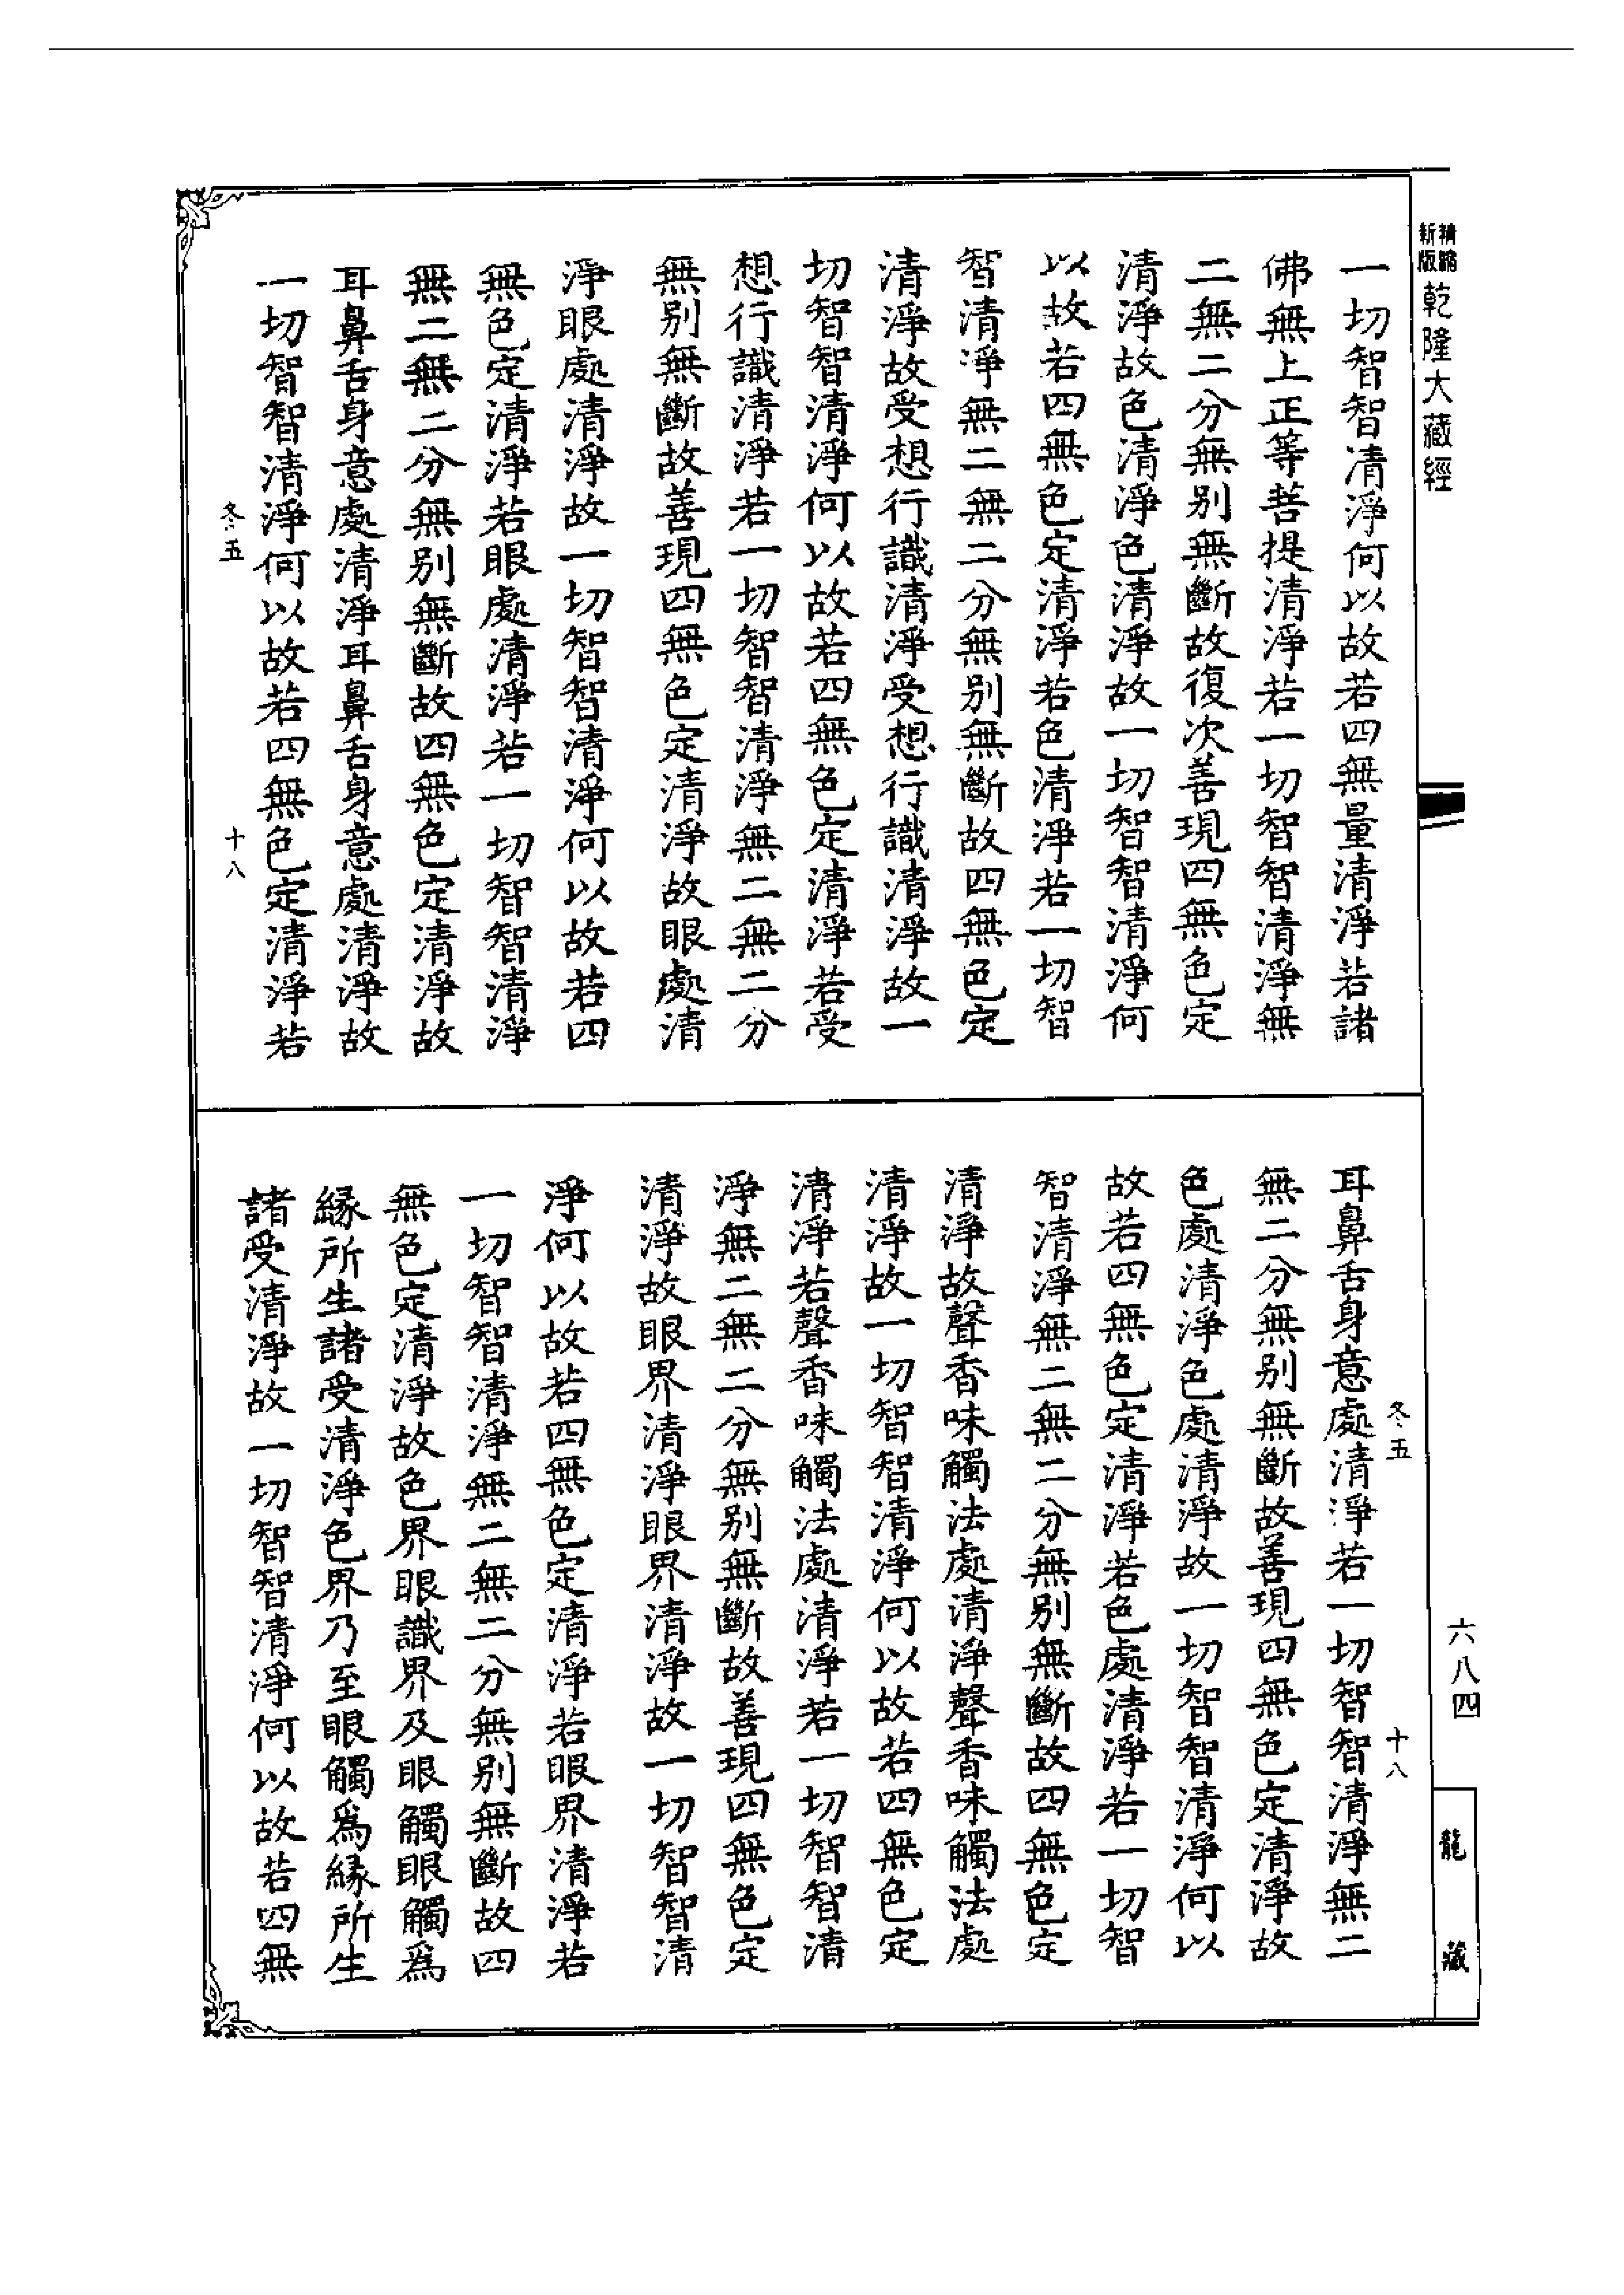 新版精縮乾隆大藏經
一切智智清淨何以故若四無量清淨若諸
佛無上正等菩提清淨若一切智智清淨無
二無二分無別無斷故復次善現四無色定
清淨故色清淨色清淨故一切智智清淨何
以故若四無色定清淨若色清淨若一切智
智清淨無二無二分無別無斷故四無色定
清淨故受想行識清淨受想行識清淨故一
切智智清淨何以故若四無色定清淨若受
想行識清淨若一切智智清淨無二無二分
無別無斷故善現四無色定清淨故眼處清
淨眼處清淨故一切智智清淨何以故若四
無色定清淨若眼處清淨若一切智智清淨
無二無二分無別無斷故四無色定清淨故
耳鼻舌身意處清淨耳鼻舌身意處清淨故
一切智智清淨何以故若四無色定清淨若
冬五 十八
冬五 十八
耳鼻舌身意處清淨若一切智智清淨無二
無二分無別無斷故善現四無色定清淨故
色處清淨色處清淨故一切智智清淨何以
故若四無色定清淨若色處清淨若一切智
智清淨無二無二分無別無斷故四無色定
清淨故聲香味觸法處清淨聲香味觸法處
清淨故一切智智清淨何以故若四無色定
清淨若聲香味觸法處清淨若一切智智清
淨無二無二分無別無斷故善現四無色定
清淨故眼界清淨眼界清淨故一切智智清
淨何以故若四無色定清淨若眼界清淨若
一切智智清淨無二無二分無別無斷故四
無色定清淨故色界眼識界及眼觸眼觸爲
緣所生諸受清淨色界乃至眼觸爲緣所生
諸受清淨故一切智智清淨何以故若四無
六八四
龍藏